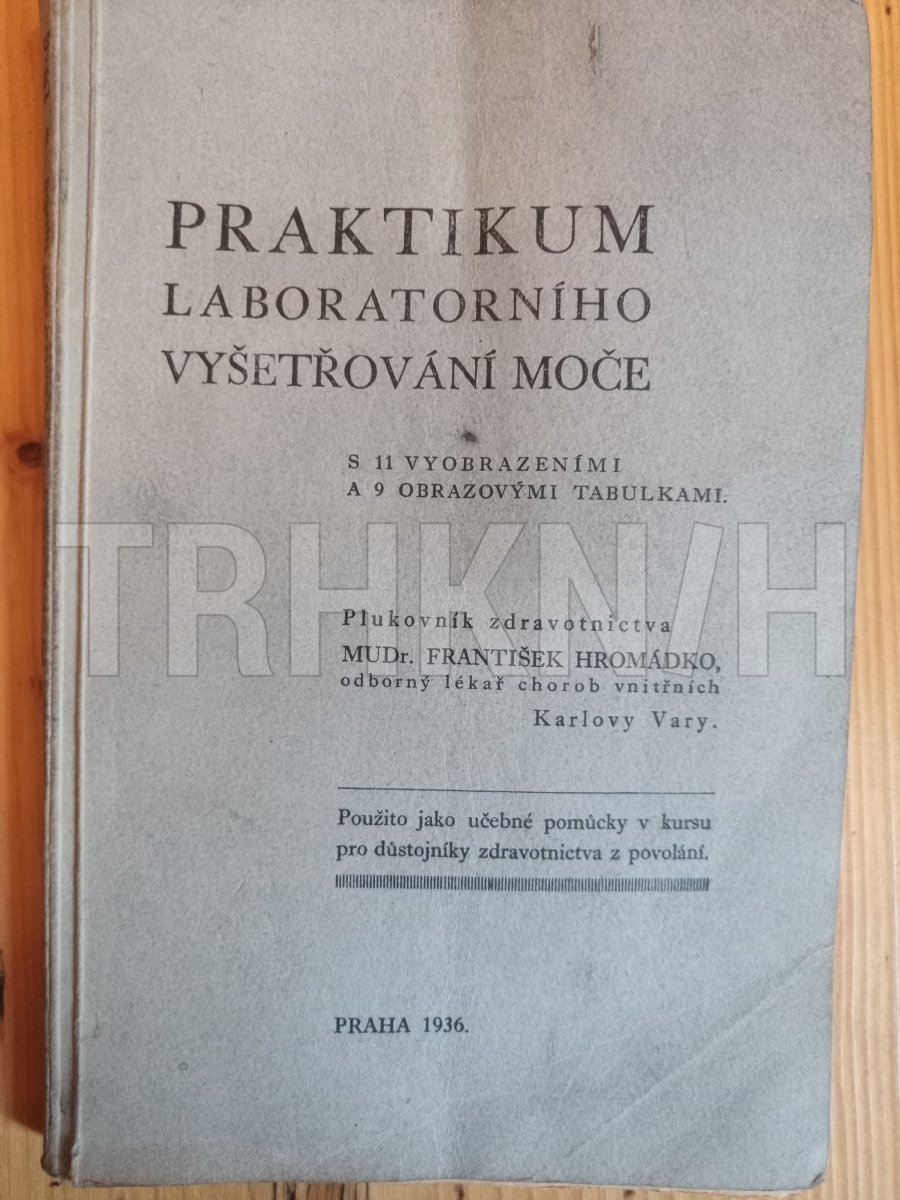 PRAKTIKUM
LABORATORNÍHO
VYŠETŘOVÁNÍ MOČE
S 11 VYOBRAZENÍMI
A 9 OBRAZOVÝMI TABULKAMI.
TRHKN/H
Plukovník zdravotnictva
MUDr. FRANTIŠEK HROMÁDKO,
odborný lékař chorob vnitřních
Karlovy Vary.
Použito jako učebné pomůcky v kursu
pro důstojníky zdravotnictva z povolání.
PRAHA 1936.